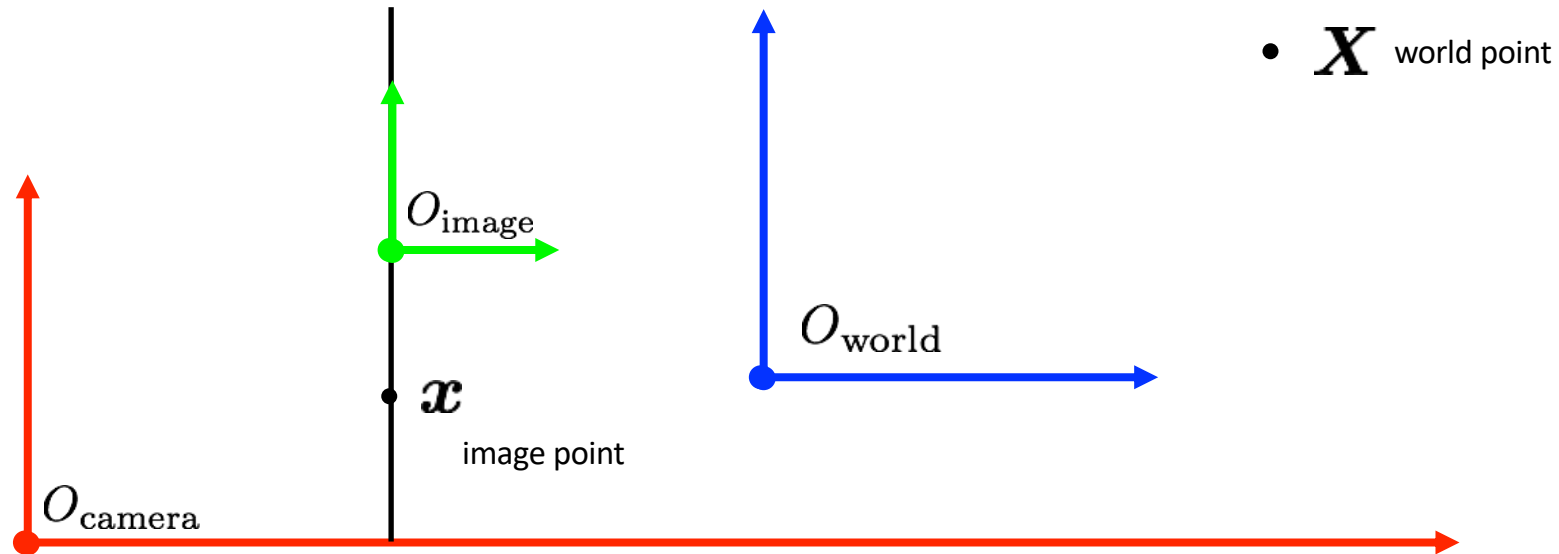 X world point
O_image
O_world
x
image point
O_camera